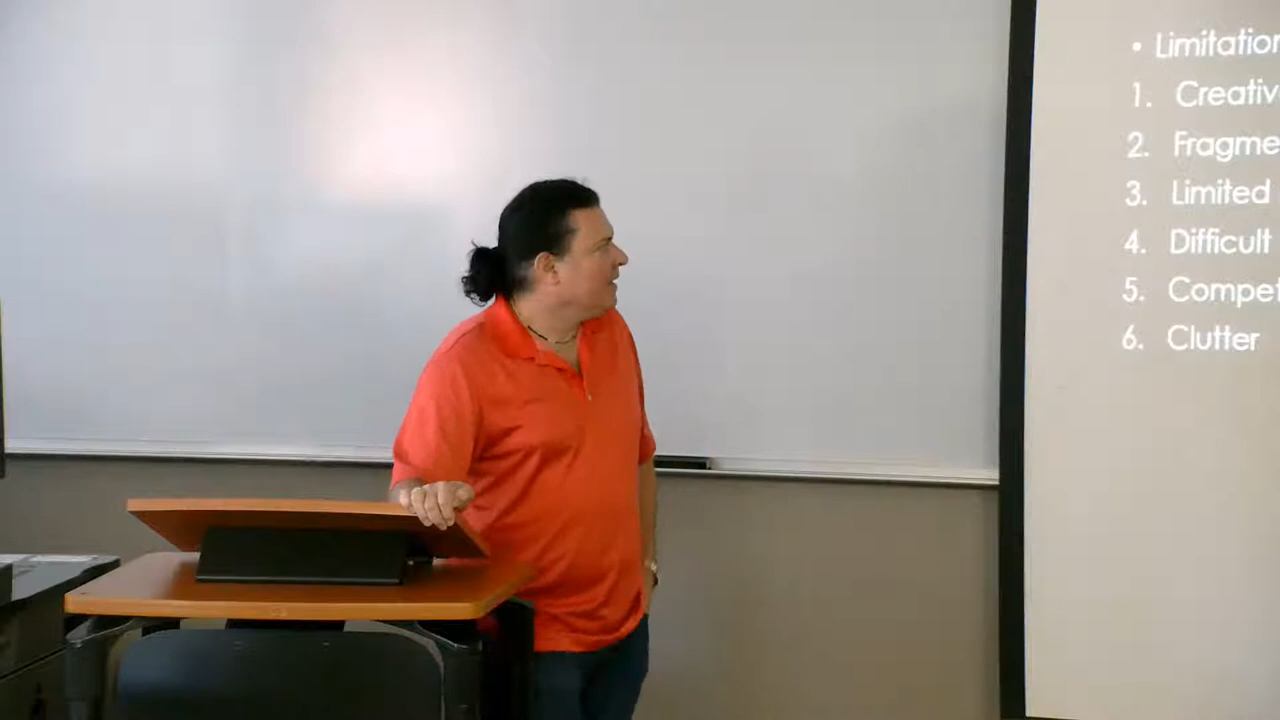 • Limitation
1. Creativ
2. Fragme
3. Limited
4. Difficult
5. Compet
6. Clutter